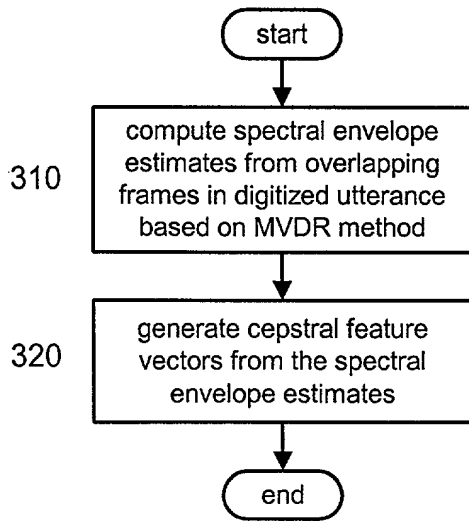 start
310
compute spectral envelope
estimates from overlapping
frames in digitized utterance
based on MVDR method
320
generate cepstral feature
vectors from the spectral
envelope estimates
end